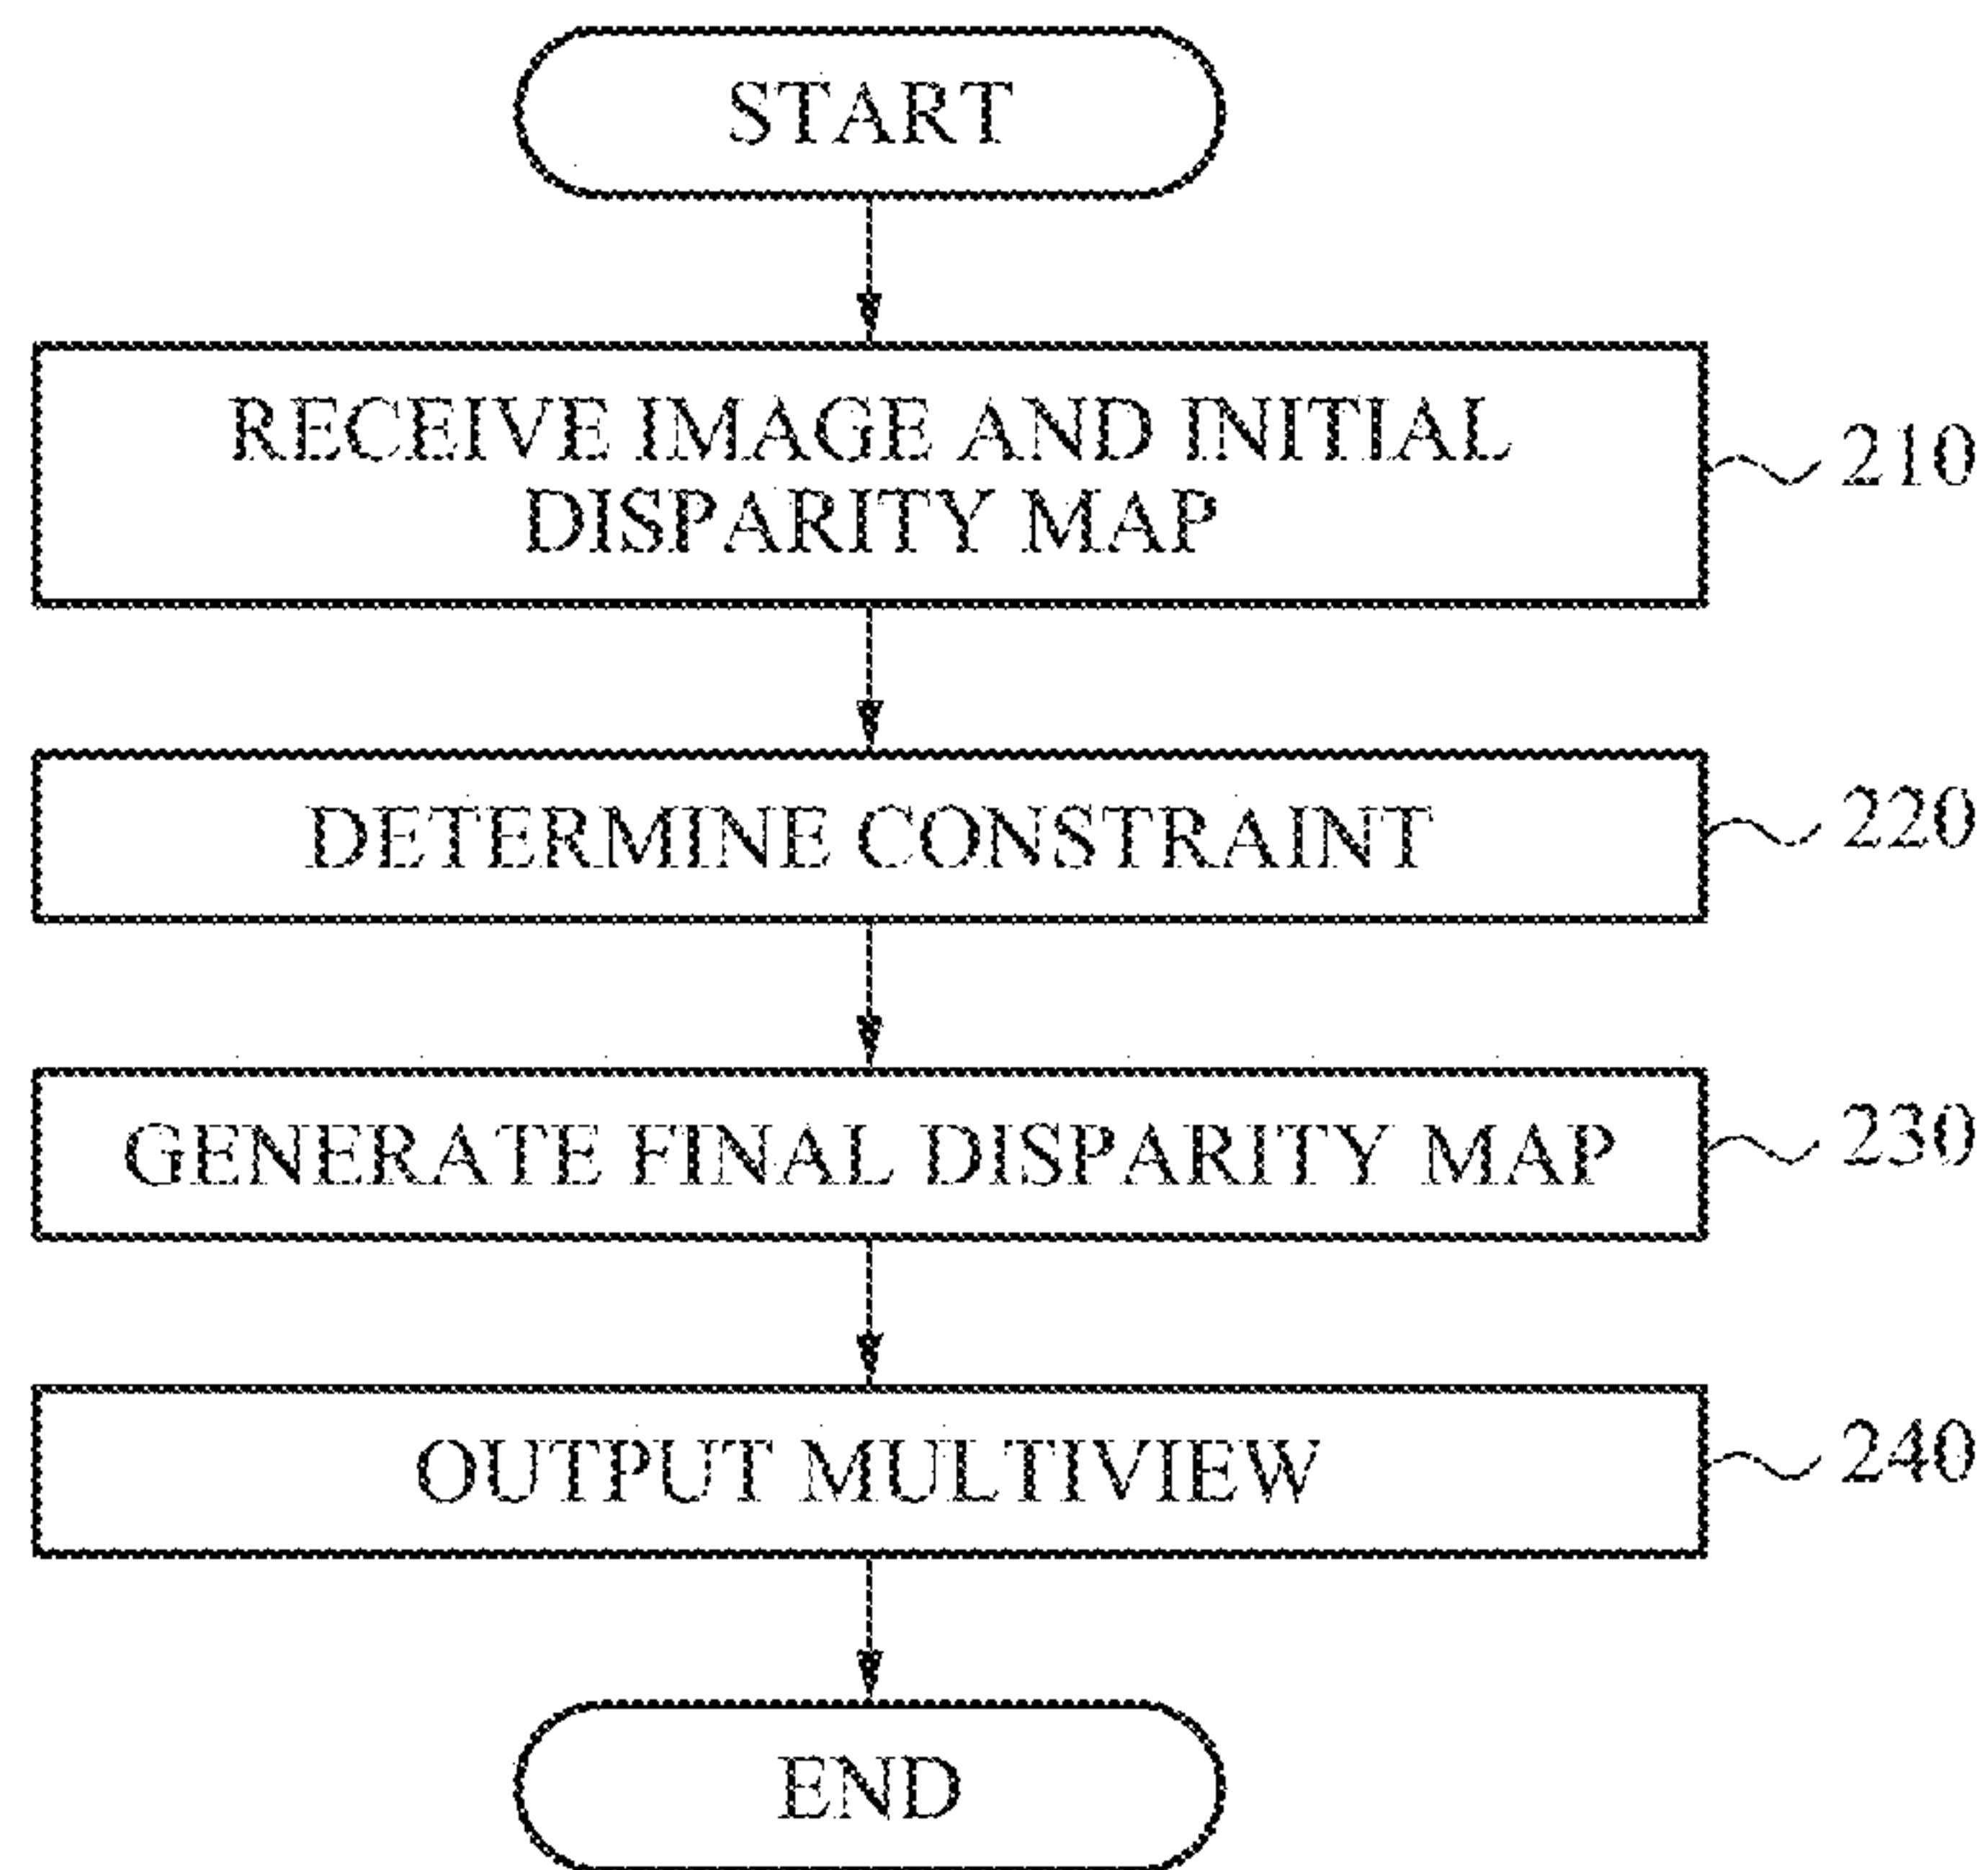 START
RECEIVE IMAGE AND INITIAL
DISPARITY MAP
210
DETERMINE CONSTRAINT
220
GENERATE FINAL DISPARITY MAP
230
OUTPUT MULTIVIEW
240
END